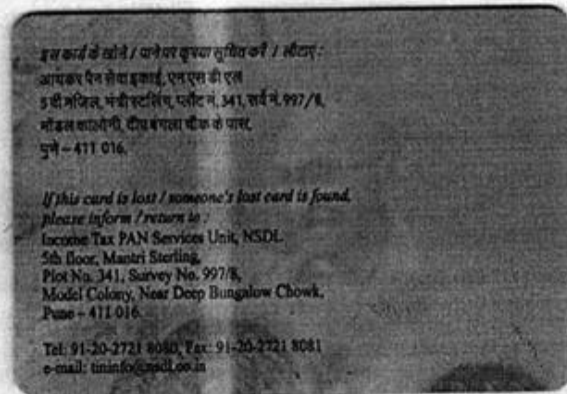 इस कार्ड के खोने / पाने पर कृपया सूचित करें / लौटाएं :
आयकर पैन सेवा इकाई, एन एस डी एल
5 वी मंजिल, मंत्री स्टर्लिंग, प्लॉट नं. 341, सर्वे नं. 997/8,
मॉडल कालोनी, दीप बंगला चौक के पास,
पुणे – 411 016.
If this card is lost / someone's lost card is found,
please inform / return to :
Income Tax PAN Services Unit, NSDL
5th floor, Mantri Sterling,
Plot No. 341, Survey No. 997/8,
Model Colony, Near Deep Bungalow Chowk,
Pune – 411 016.
Tel: 91-20-2721 8080, Fax: 91-20-2721 8081
e-mail: tininfo@nsdl.co.in